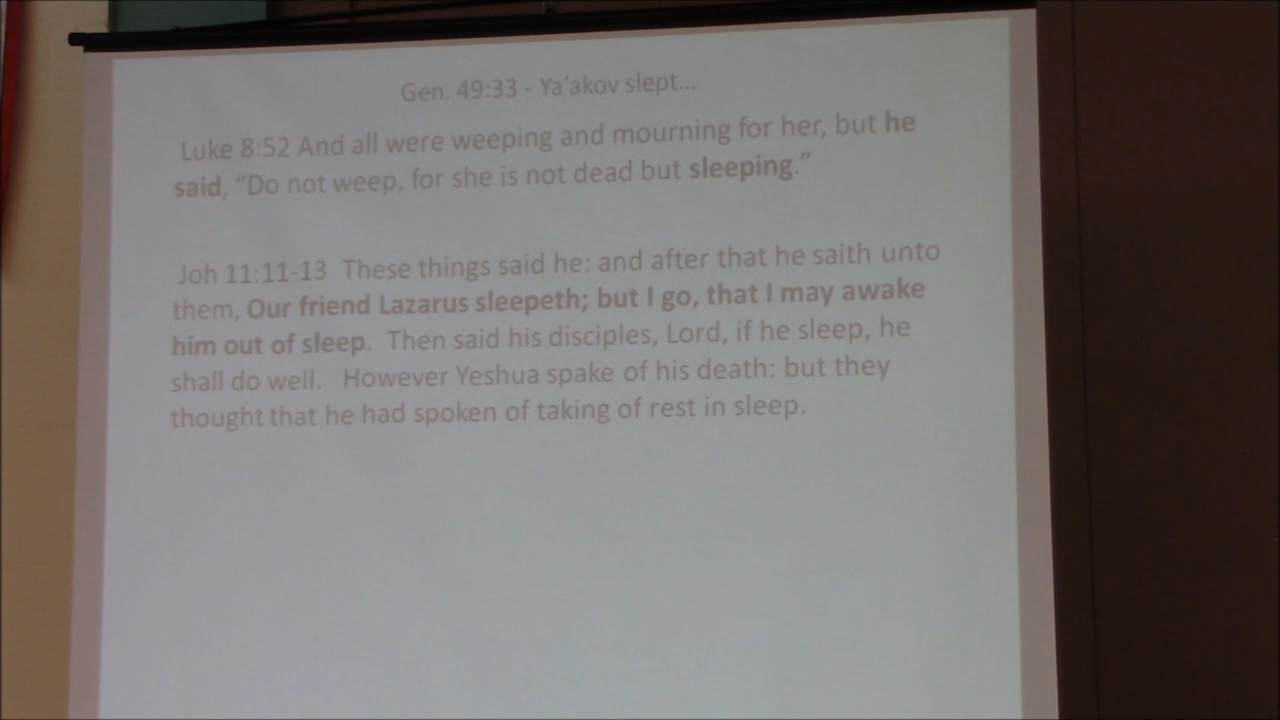 Gen. 49:33 - Ya’akov slept...
Luke 8:52 And all were weeping and mourning for her, but he
said, “Do not weep, for she is not dead but sleeping.”
Joh 11:11-13 These things said he: and after that he saith unto
them, Our friend Lazarus sleepeth; but I go, that I may awake
him out of sleep. Then said his disciples, Lord, if he sleep, he
shall do well. However Yeshua spake of his death: but they
thought that he had spoken of taking of rest in sleep.